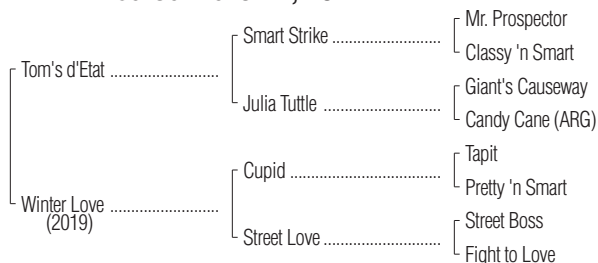 Mr. Prospector
Smart Strike ................................
Classy 'n Smart
Tom's d'Etat ................................
Giant's Causeway
Julia Tuttle ..................................
Candy Cane (ARG)
Tapit
Cupid ...........................................
Pretty 'n Smart
Winter Love ................................
(2019)
Street Boss
Street Love ..................................
Fight to Love